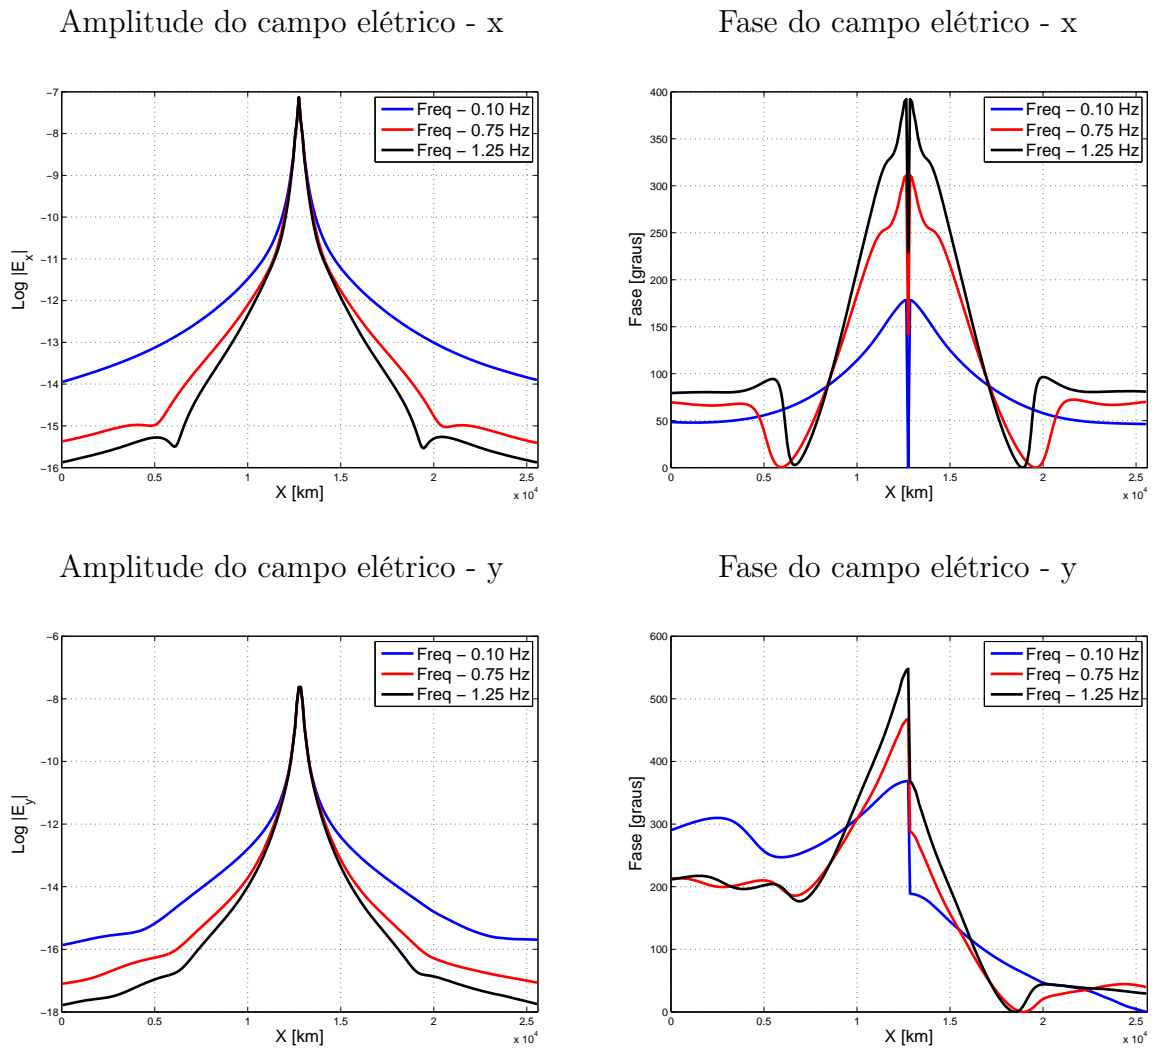 Amplitude do campo elétrico - x
Fase do campo elétrico - x
−7
−8
−9
−10
−11
−12
−13
−14
−15
−16
Log |E_x|
0
0.5
1
1.5
2
2.5
x 10^4
X [km]
Freq − 0.10 Hz
Freq − 0.75 Hz
Freq − 1.25 Hz
400
350
300
250
200
150
100
50
0
Fase [graus]
0
0.5
1
1.5
2
2.5
x 10^4
X [km]
Freq − 0.10 Hz
Freq − 0.75 Hz
Freq − 1.25 Hz
Amplitude do campo elétrico - y
Fase do campo elétrico - y
−6
−8
−10
−12
−14
−16
−18
Log |E_y|
0
0.5
1
1.5
2
2.5
x 10^4
X [km]
Freq − 0.10 Hz
Freq − 0.75 Hz
Freq − 1.25 Hz
600
500
400
300
200
100
0
Fase [graus]
0
0.5
1
1.5
2
2.5
x 10^4
X [km]
Freq − 0.10 Hz
Freq − 0.75 Hz
Freq − 1.25 Hz